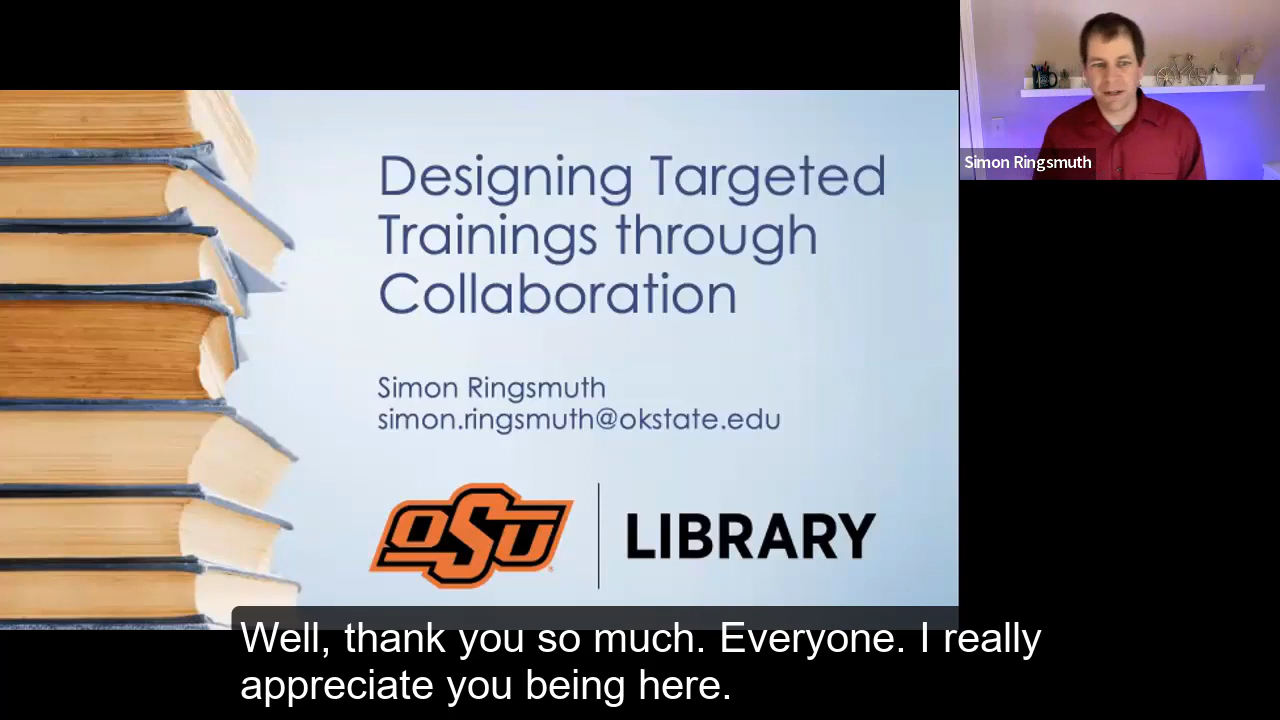 Designing Targeted
Trainings through
Collaboration
Simon Ringsmuth
simon.ringsmuth@okstate.edu
OSU
LIBRARY
Simon Ringsmuth
Well, thank you so much. Everyone. I really
appreciate you being here.